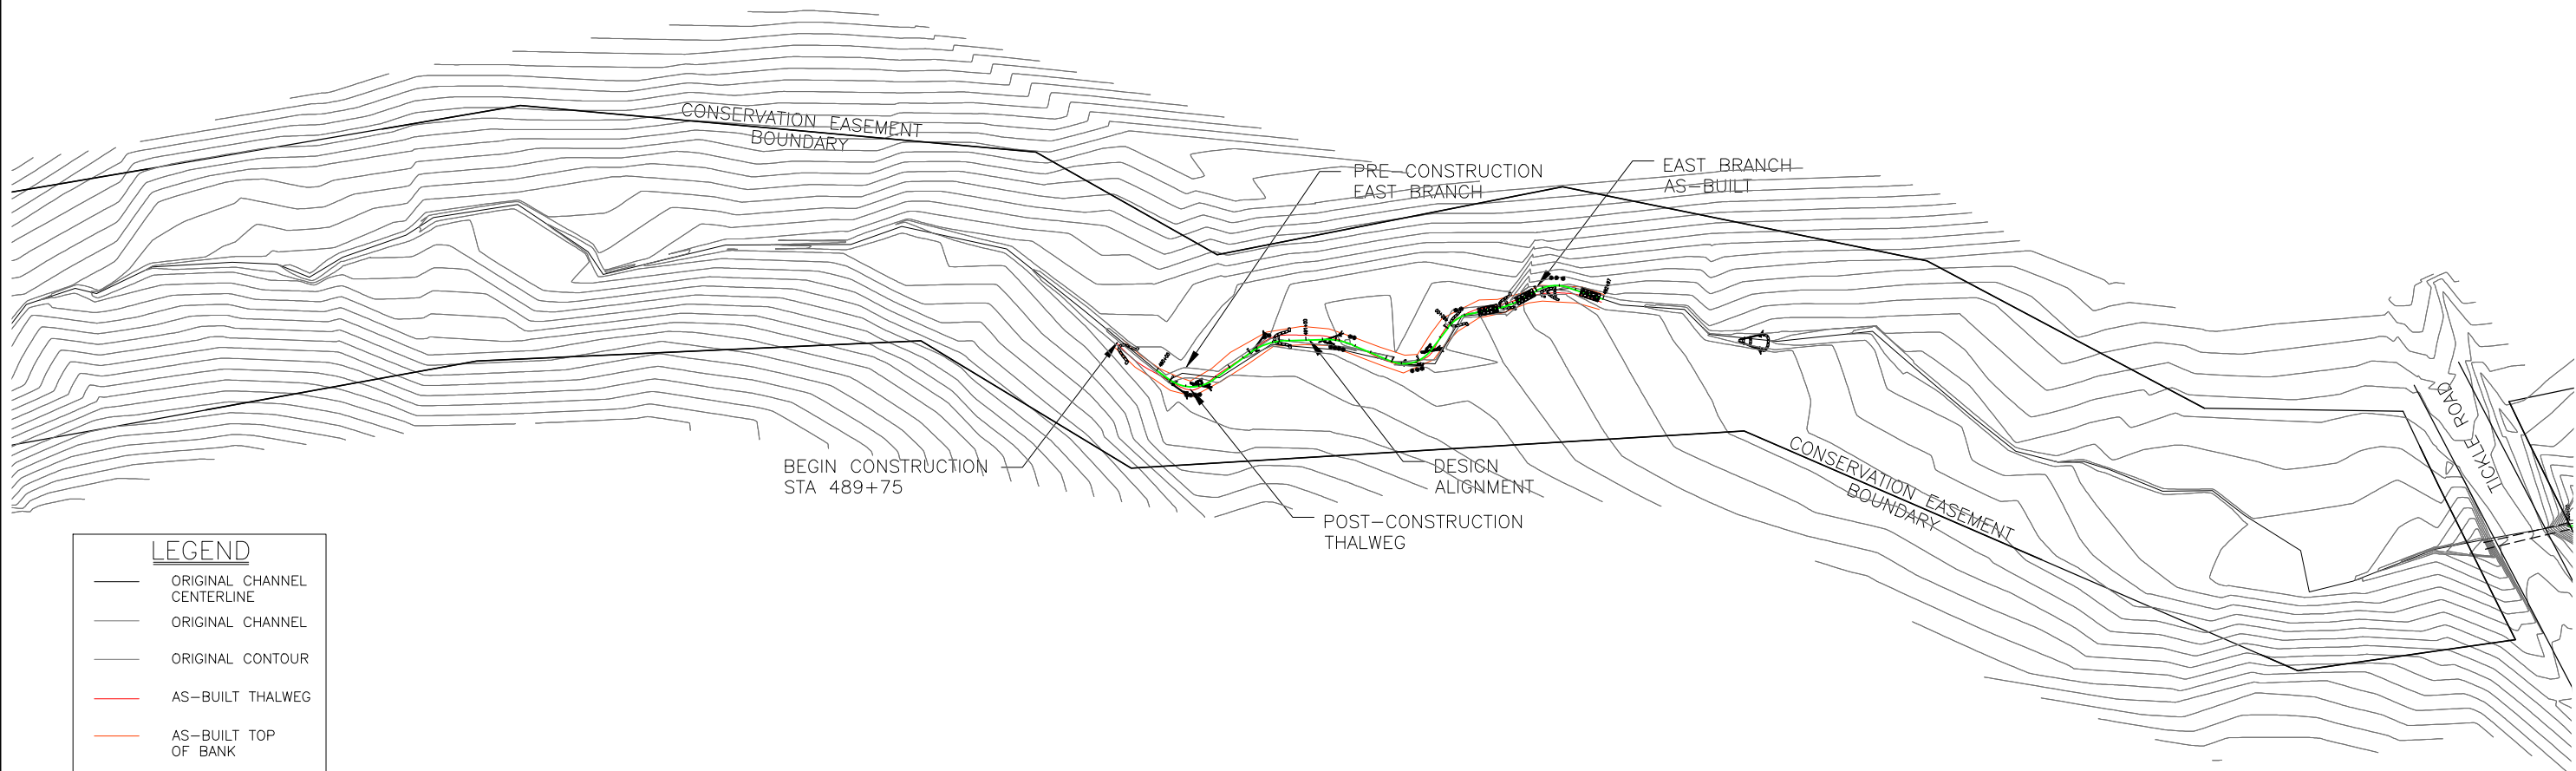 CONSERVATION EASEMENT
BOUNDARY
PRE-CONSTRUCTION
EAST BRANCH
EAST BRANCH
AS-BUILT
BEGIN CONSTRUCTION
STA 489+75
DESIGN
ALIGNMENT
POST-CONSTRUCTION
THALWEG
CONSERVATION EASEMENT
BOUNDARY
TICKLE ROAD
LEGEND
ORIGINAL CHANNEL
CENTERLINE
ORIGINAL CHANNEL
ORIGINAL CONTOUR
AS-BUILT THALWEG
AS-BUILT TOP
OF BANK